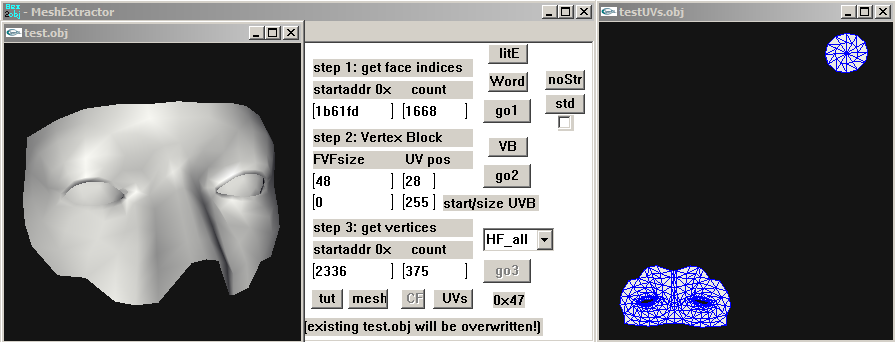 Hex
2obj - MeshExtractor
test.obj
testUVs.obj
litE
step 1: get face indices
Word
noStr
startaddr 0x count
std
[1b61fd ] [1668 ]
go1
step 2: Vertex Block
VB
FVFsize UV pos
go2
[48 ] [28 ]
[0 ] [255 ] start/size UVB
step 3: get vertices
HF_all
startaddr 0x count
[2336 ] [375 ]
go3
tut mesh CF UVs 0x47
[existing test.obj will be overwritten!]